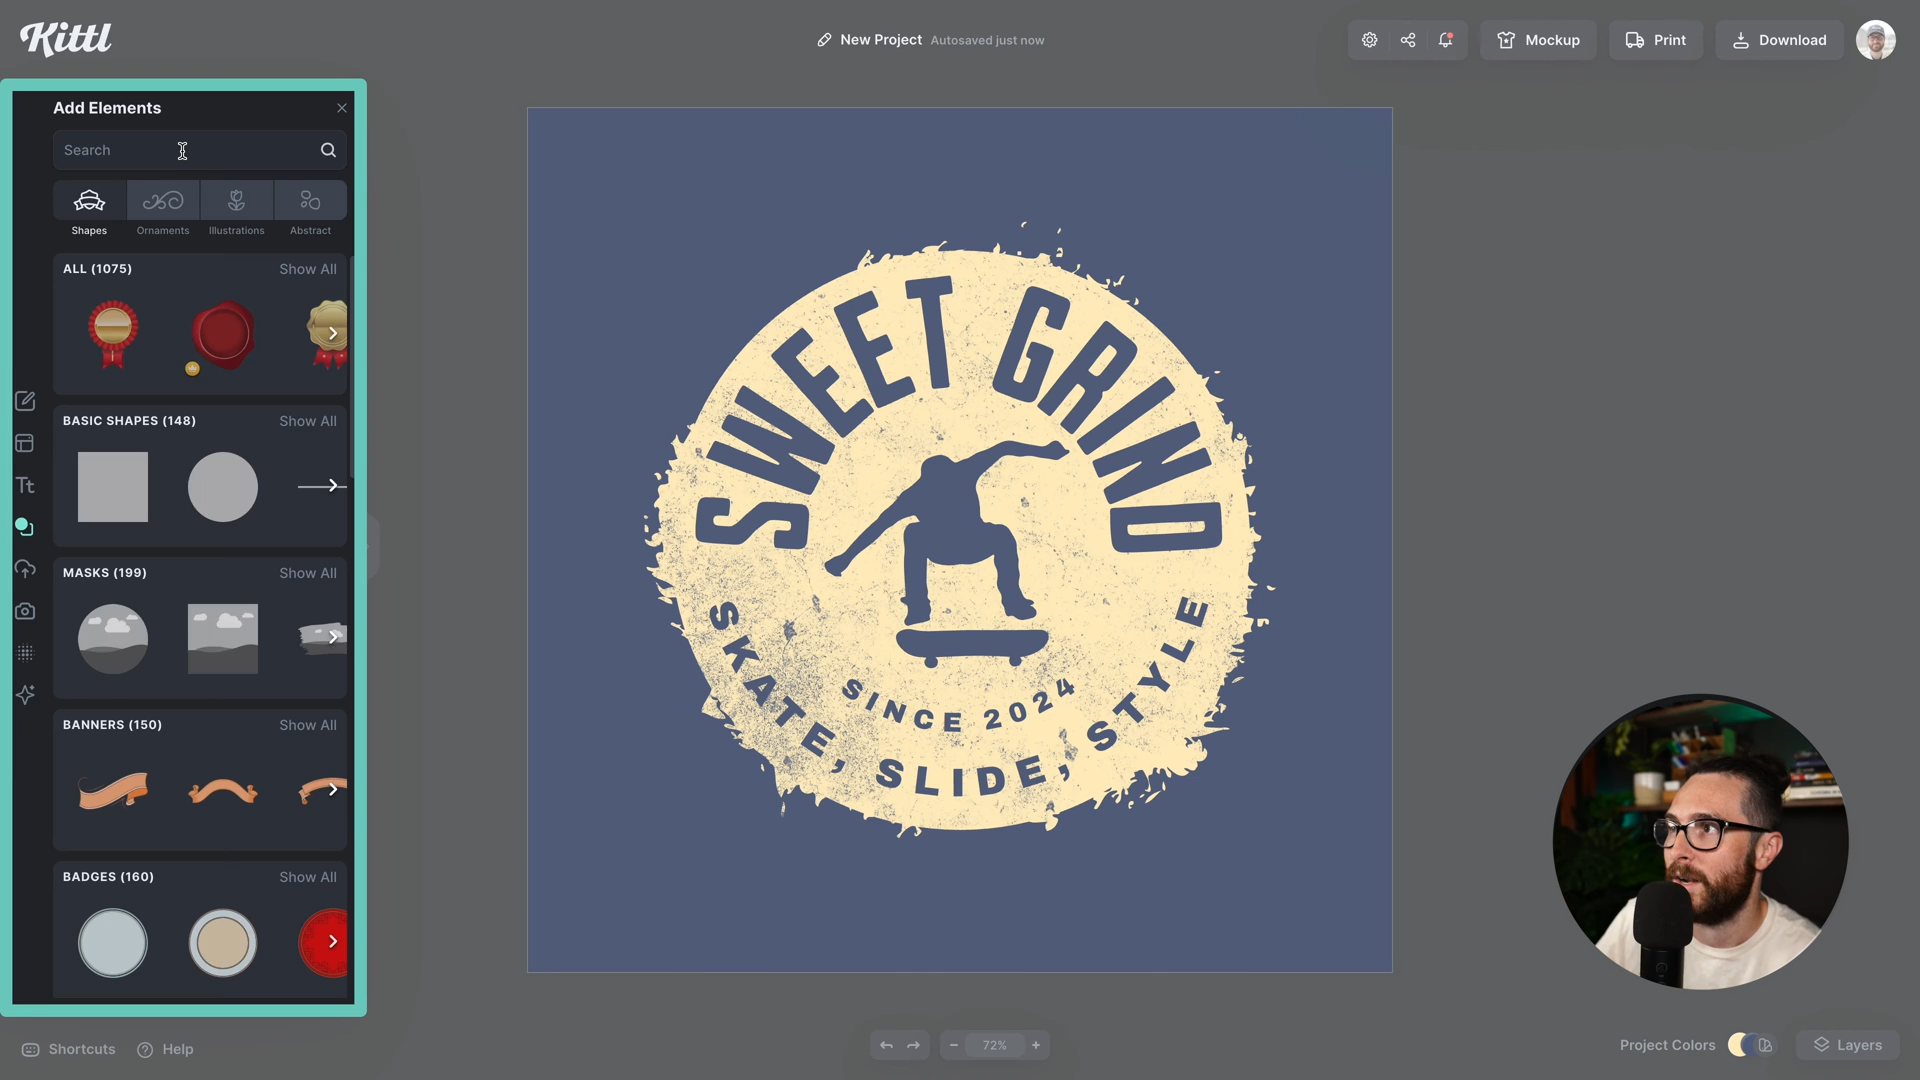 Kittl
New Project Autosaved just now
Mockup
Print
Download
Add Elements
Search
Shapes
Ornaments
Illustrations
Abstract
ALL (1075) Show All
BASIC SHAPES (148) Show All
MASKS (199) Show All
BANNERS (150) Show All
BADGES (160) Show All
Tt
SWEET GRIND
SINCE 2024
SKATE, SLIDE, STYLE
Shortcuts
Help
72%
Project Colors
Layers